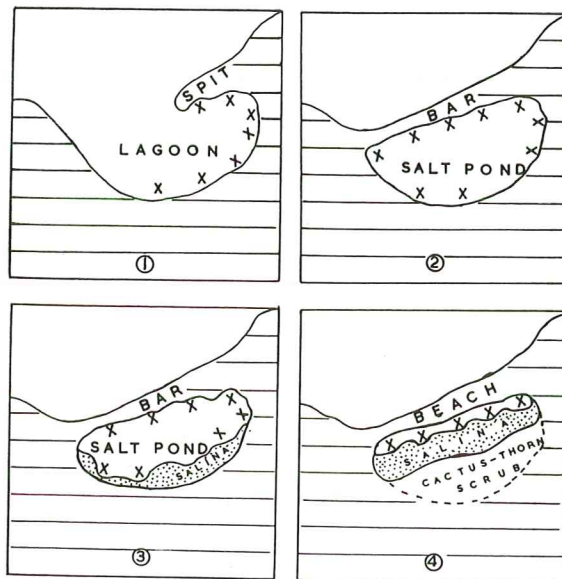 SPIT
LAGOON
①
BAR
SALT POND
②
BAR
SALT POND
SALINA
③
BEACH
SALINA
CACTUS-THORN
SCRUB
④